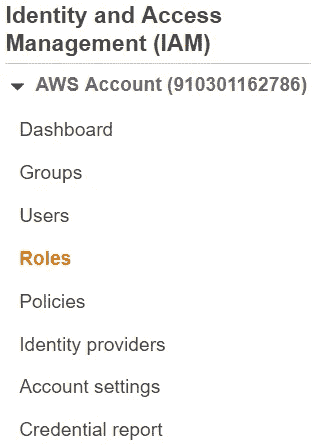 Identity and Access
Management (IAM)
AWS Account (910301162786)
Dashboard
Groups
Users
Roles
Policies
Identity providers
Account settings
Credential report